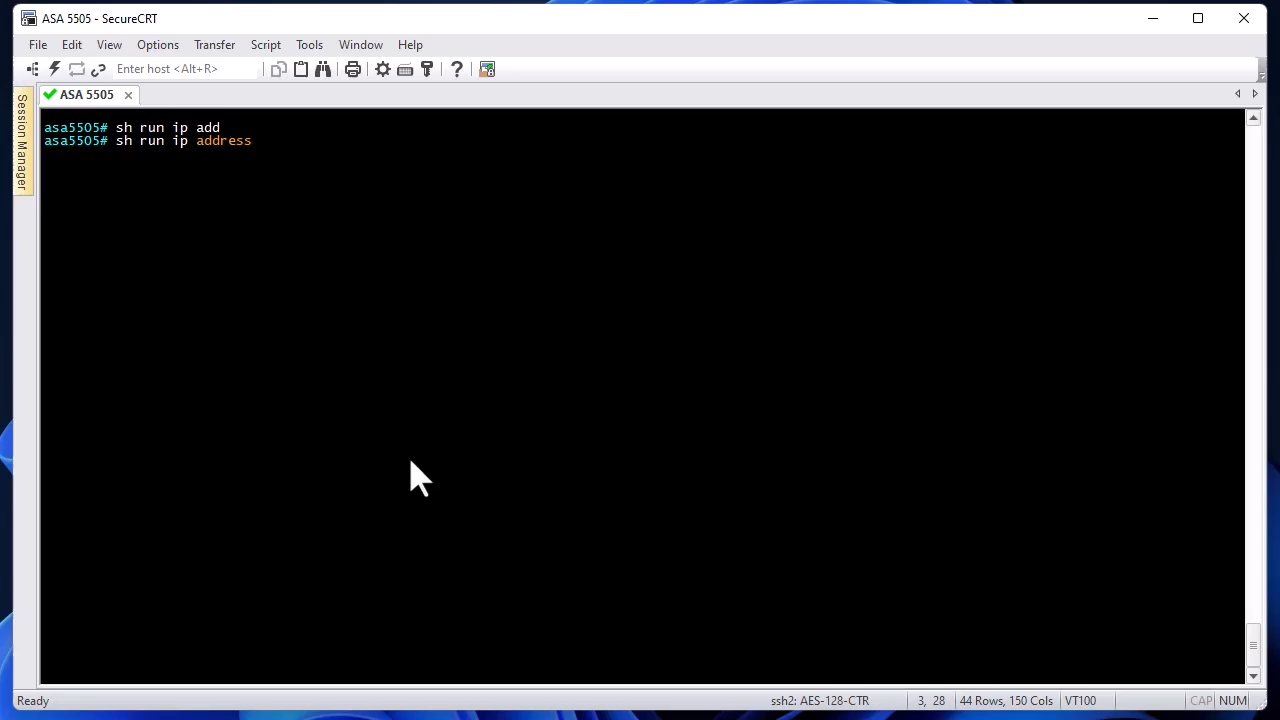 ASA 5505 - SecureCRT
File Edit View Options Transfer Script Tools Window Help
Enter host <Alt+R>
Session Manager
ASA 5505
asa5505# sh run ip add
asa5505# sh run ip address
Ready ssh2: AES-128-CTR 3, 28 44 Rows, 150 Cols VT100 CAP NUM